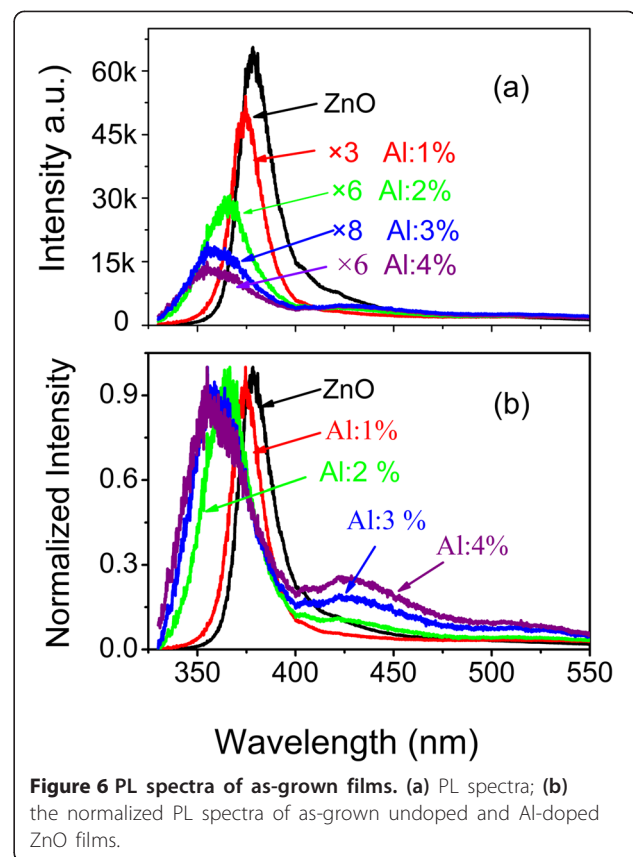 60k
45k
30k
15k
0
Intensity a.u.
(a)
ZnO
×3 Al:1%
×6 Al:2%
×8 Al:3%
×6 Al:4%
0.9
0.6
0.3
0.0
Normalized Intensity
(b)
ZnO
Al:1%
Al:2 %
Al:3 %
Al:4%
350 400 450 500 550
Wavelength (nm)
Figure 6 PL spectra of as-grown films. (a) PL spectra; (b)
the normalized PL spectra of as-grown undoped and Al-doped
ZnO films.